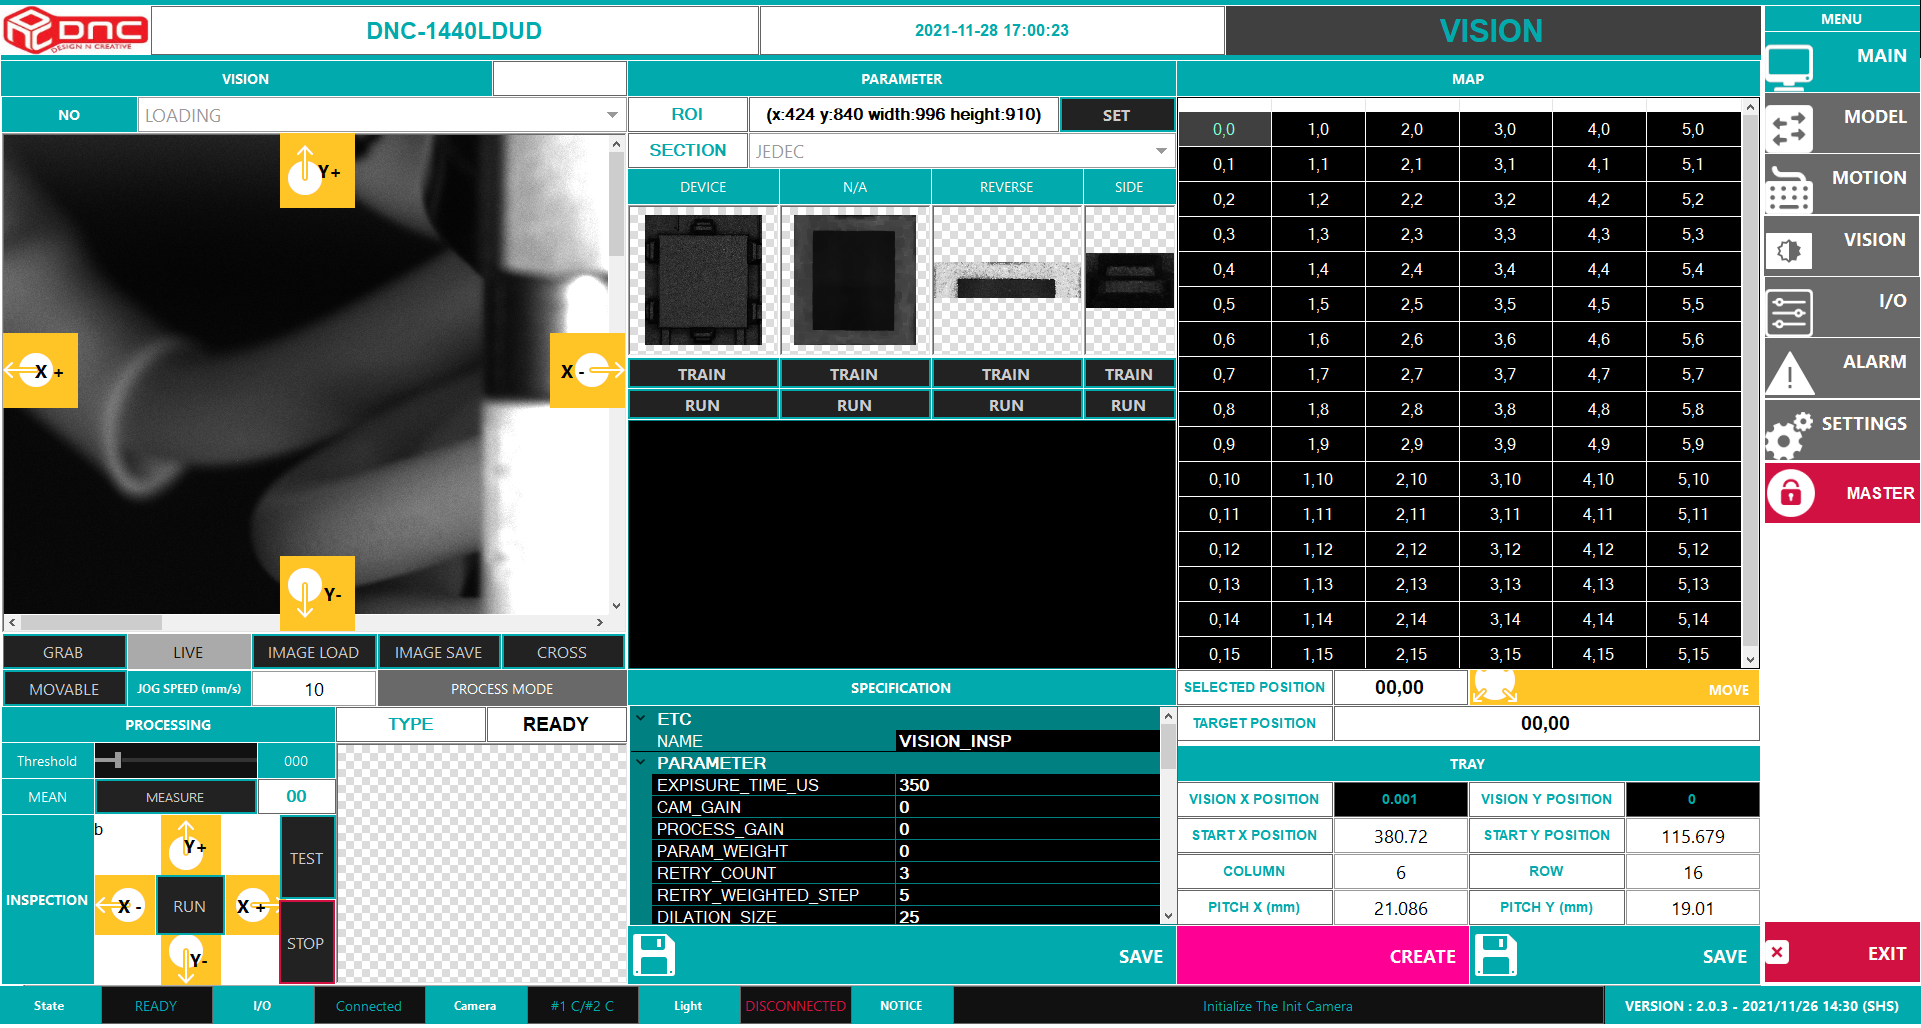 DNC
DESIGN N CREATIVE
DNC-1440LDUD
2021-11-28 17:00:23
VISION
MENU
MAIN
MODEL
MOTION
VISION
I/O
ALARM
SETTINGS
MASTER
EXIT
VISION
NO
LOADING
Y+
X +
X -
Y-
GRAB
LIVE
IMAGE LOAD
IMAGE SAVE
CROSS
MOVABLE
JOG SPEED (mm/s)
10
PROCESS MODE
PROCESSING
TYPE
READY
Threshold
000
MEAN
MEASURE
00
INSPECTION
b
Y+
X -
RUN
X +
Y-
TEST
STOP
PARAMETER
ROI
(x:424 y:840 width:996 height:910)
SET
SECTION
JEDEC
DEVICE
N/A
REVERSE
SIDE
TRAIN
TRAIN
TRAIN
TRAIN
RUN
RUN
RUN
RUN
SPECIFICATION
ETC
NAME VISION_INSP
PARAMETER
EXPISURE_TIME_US 350
CAM_GAIN 0
PROCESS_GAIN 0
PARAM_WEIGHT 0
RETRY_COUNT 3
RETRY_WEIGHTED_STEP 5
DILATION_SIZE 25
SAVE
MAP
0,0 1,0 2,0 3,0 4,0 5,0
0,1 1,1 2,1 3,1 4,1 5,1
0,2 1,2 2,2 3,2 4,2 5,2
0,3 1,3 2,3 3,3 4,3 5,3
0,4 1,4 2,4 3,4 4,4 5,4
0,5 1,5 2,5 3,5 4,5 5,5
0,6 1,6 2,6 3,6 4,6 5,6
0,7 1,7 2,7 3,7 4,7 5,7
0,8 1,8 2,8 3,8 4,8 5,8
0,9 1,9 2,9 3,9 4,9 5,9
0,10 1,10 2,10 3,10 4,10 5,10
0,11 1,11 2,11 3,11 4,11 5,11
0,12 1,12 2,12 3,12 4,12 5,12
0,13 1,13 2,13 3,13 4,13 5,13
0,14 1,14 2,14 3,14 4,14 5,14
0,15 1,15 2,15 3,15 4,15 5,15
SELECTED POSITION 00,00 MOVE
TARGET POSITION 00,00
TRAY
VISION X POSITION 0.001 VISION Y POSITION 0
START X POSITION 380.72 START Y POSITION 115.679
COLUMN 6 ROW 16
PITCH X (mm) 21.086 PITCH Y (mm) 19.01
CREATE
SAVE
State READY I/O Connected Camera #1 C/#2 C Light DISCONNECTED NOTICE Initialize The Init Camera VERSION : 2.0.3 - 2021/11/26 14:30 (SHS)